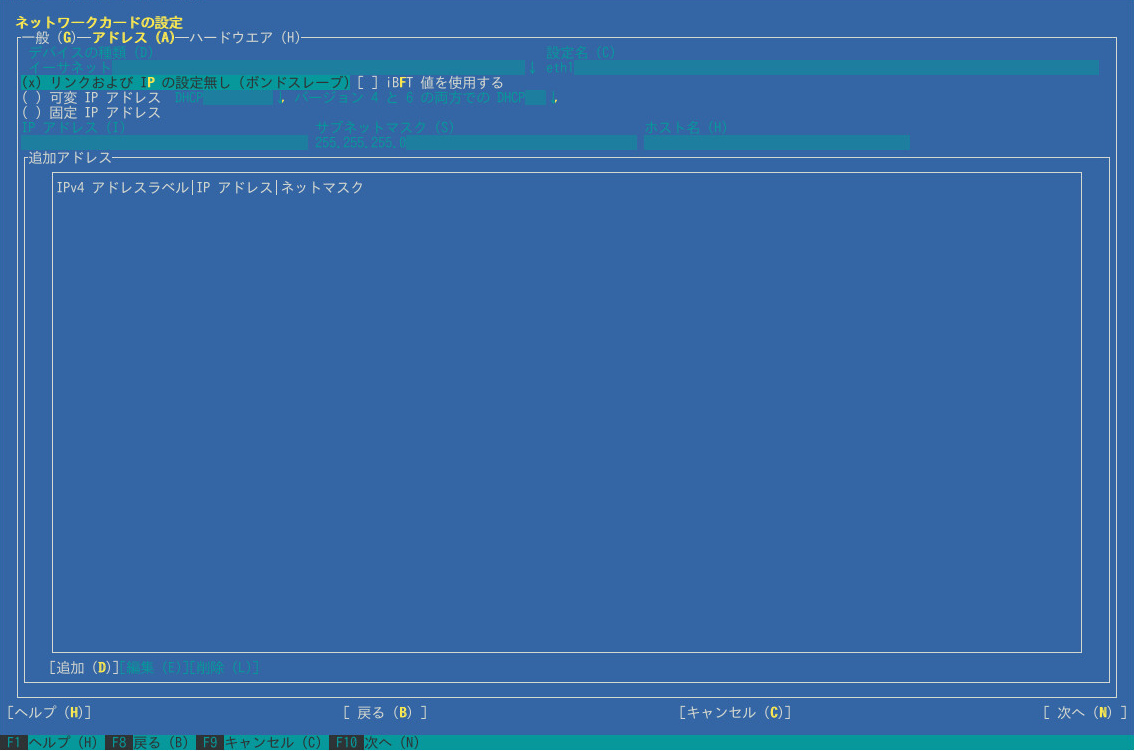 ネットワークカードの設定
一般 (G) アドレス (A) ハードウエア (H)
デバイスの種類 (D) 設定名 (C)
イーサネット ↓ eth1
(x) リンクおよび IP の設定無し (ボンドスレーブ) [ ] iBFT 値を使用する
( ) 可変 IP アドレス DHCP ↓ バージョン 4 と 6 の両方での DHCP ↓
( ) 固定 IP アドレス
IP アドレス (I) サブネットマスク (S) ホスト名 (H)
255.255.255.0
追加アドレス
IPv4 アドレスラベル|IP アドレス|ネットマスク
[追加 (D)][編集 (E)][削除 (L)]
[ヘルプ (H)] [ 戻る (B) ] [キャンセル (C)] [ 次へ (N) ]
F1 ヘルプ (H) F8 戻る (B) F9 キャンセル (C) F10 次へ (N)